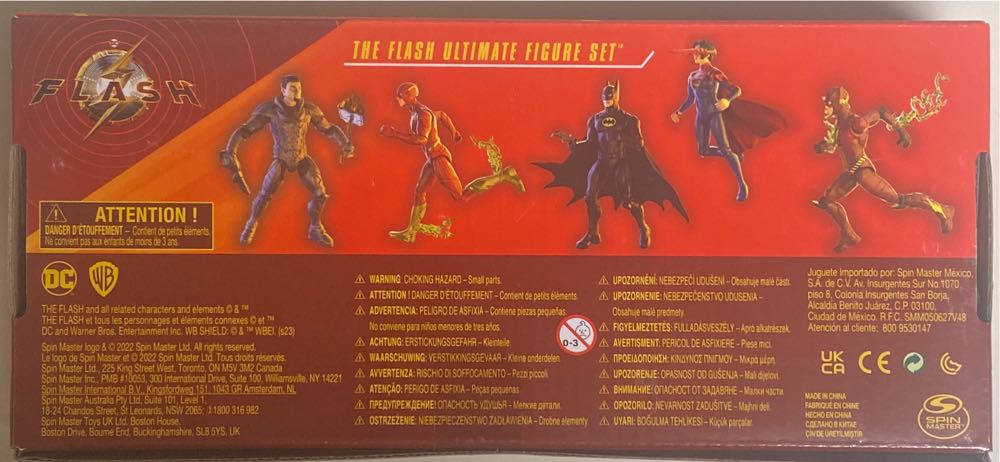 THE FLASH ULTIMATE FIGURE SET™
FLASH
ATTENTION !
DANGER D'ÉTOUFFEMENT – Contient de petits éléments.
Ne convient pas aux enfants de moins de 3 ans.
DC
WB
THE FLASH and all related characters and elements © & ™
THE FLASH et tous les personnages et éléments connexes © et ™
DC and Warner Bros. Entertainment Inc. WB SHIELD: © & ™ WBEI. (s23)
Spin Master logo & © 2022 Spin Master Ltd. All rights reserved.
Le logo de Spin Master et © 2022 Spin Master Ltd. Tous droits réservés.
Spin Master Ltd., 225 King Street West, Toronto, ON M5V 3M2 Canada
Spin Master Inc., PMB #10053, 300 International Drive, Suite 100, Williamsville, NY 14221
Spin Master International B.V., Kingsfordweg 151, 1043 GR Amsterdam, NL
Spin Master Australia Pty Ltd, Suite 101, Level 1,
18-24 Chandos Street, St Leonards, NSW 2065; 1800 316 982
Spin Master Toys UK Ltd. Boston House,
Boston Drive, Bourne End, Buckinghamshire, SL8 5YS, UK
WARNING: CHOKING HAZARD – Small parts.
ATTENTION ! DANGER D'ÉTOUFFEMENT – Contient de petits éléments.
ADVERTENCIA: PELIGRO DE ASFIXIA – Contiene piezas pequeñas.
No conviene para niños menores de tres años.
ACHTUNG: ERSTICKUNGSGEFAHR – Kleinteile.
WAARSCHUWING: VERSTIKKINGSGEVAAR – Kleine onderdelen.
AVVERTENZA: RISCHIO DI SOFFOCAMENTO – Pezzi piccoli.
ATENÇÃO: PERIGO DE ASFIXIA – Peças pequenas.
ПРЕДУПРЕЖДЕНИЕ! ОПАСНОСТЬ УДУШЬЯ – Мелкие детали.
OSTRZEŻENIE: NIEBEZPIECZEŃSTWO ZADŁAWIENIA – Drobne elementy.
0-3
UPOZORNĚNÍ: NEBEZPEČÍ UDUŠENÍ – Obsahuje malé části.
UPOZORNENIE: NEBEZPEČENSTVO UDUSENIA –
Obsahuje malé predmety.
FIGYELMEZTETÉS: FULLADÁSVESZÉLY – Apró alkatrészek.
AVERTISMENT: PERICOL DE ASFIXIERE – Piese mici.
ΠΡΟΕΙΔΟΠΟΙΗΣΗ: ΚΙΝΔΥΝΟΣ ΠΝΙΓΜΟΥ – Μικρά μέρη.
UPOZORENJE: OPASNOST OD GUŠENJA – Mali dijelovi.
ВНИМАНИЕ: ОПАСНОСТ ОТ ЗАДАВЯНЕ – Малки части.
OPOZORILO: NEVARNOST ZADUŠITVE – Majhni deli.
UYARI: BOĞULMA TEHLİKESİ – Küçük parçalar.
Juguete Importado por: Spin Master México,
S.A. de C.V. Av. Insurgentes Sur No.1070,
piso 8, Colonia Insurgentes San Borja,
Alcaldía Benito Juárez, C.P. 03100,
Ciudad de México. R.F.C. SMM050627V48
Atención al cliente: 800 9530147
UK
CA
CE
MADE IN CHINA
FABRIQUÉ EN CHINE
HECHO EN CHINA
СДЕЛАНО В КИТАЕ
ÇİN'DE ÜRETİLMİŞTİR
SPIN
MASTER™